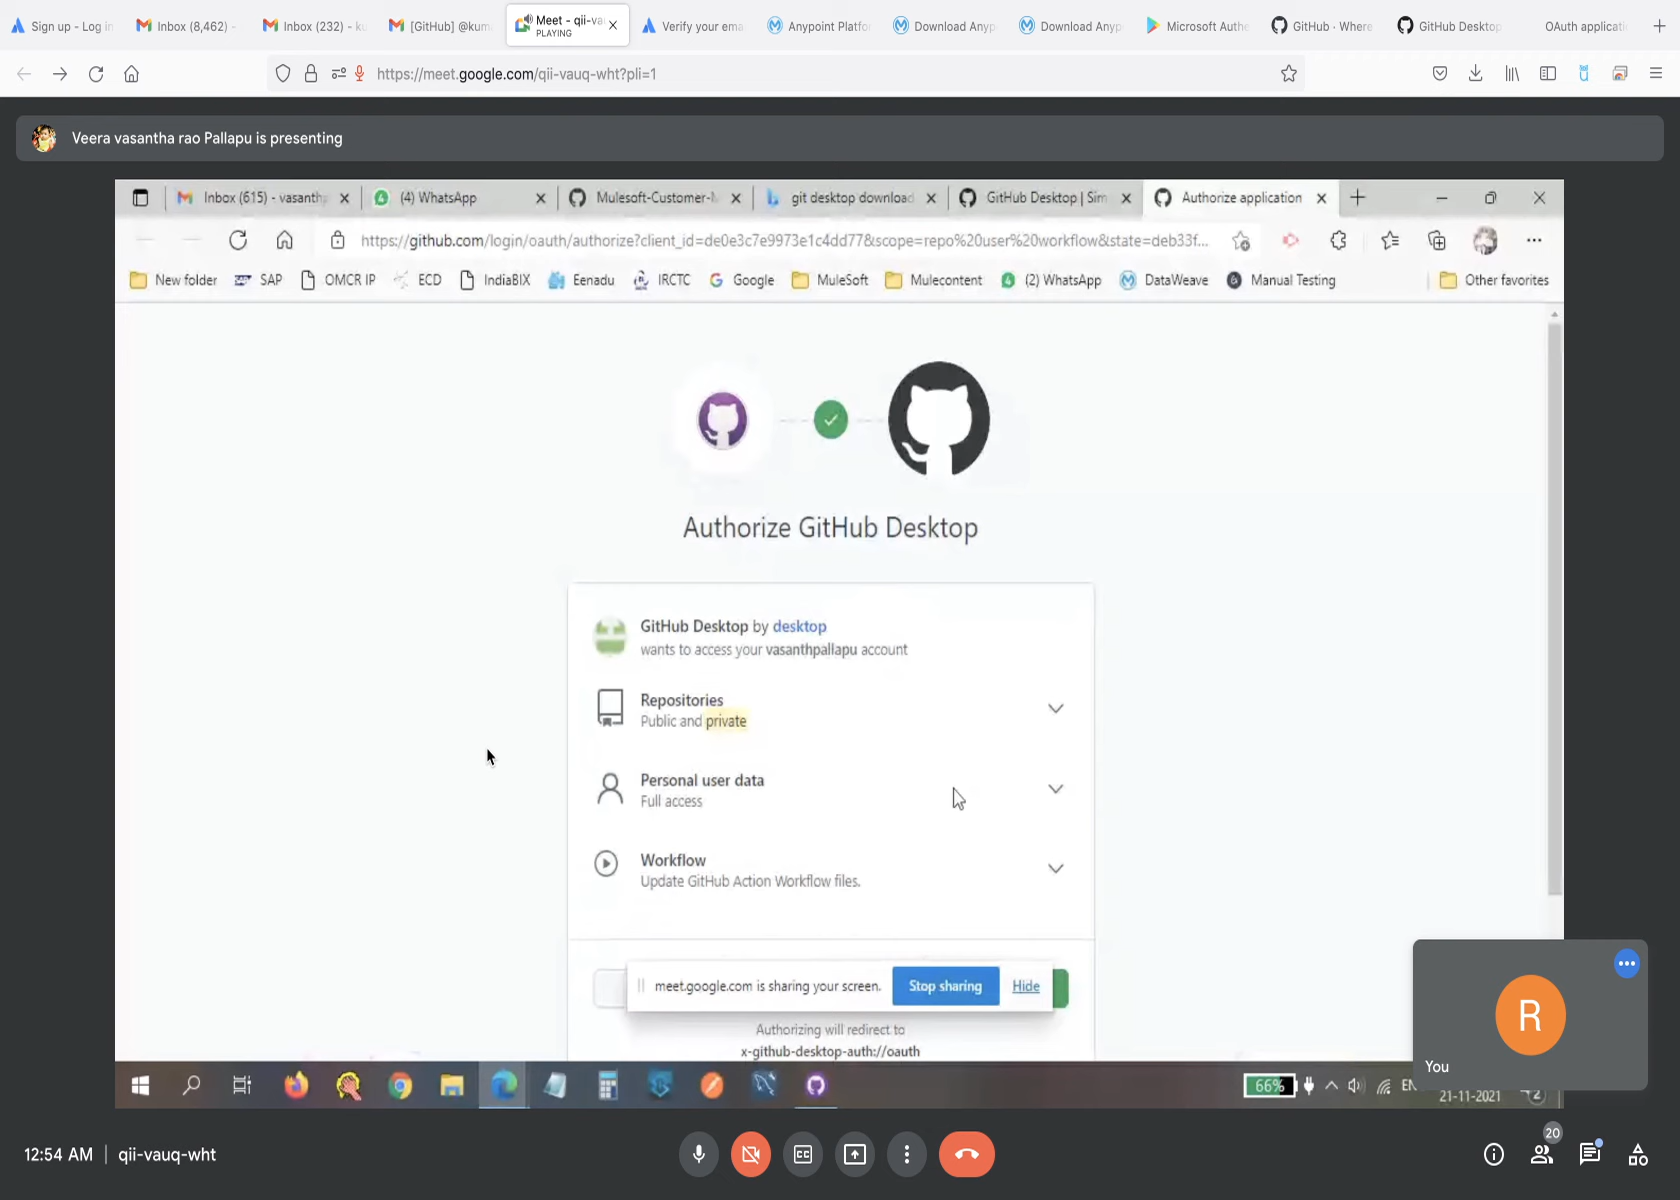 Sign up - Log in
Inbox (8,462) -
Inbox (232) - ku
[GitHub] @kum
Meet - qii-va
PLAYING
Verify your ema
Anypoint Platfo
Download Anyp
Download Anyp
Microsoft Authe
GitHub · Where
GitHub Desktop
OAuth applicati
https://meet.google.com/qii-vauq-wht?pli=1
Veera vasantha rao Pallapu is presenting
Inbox (615) - vasanthp
(4) WhatsApp
Mulesoft-Customer-M
git desktop download
GitHub Desktop | Sim
Authorize application
https://github.com/login/oauth/authorize?client_id=de0e3c7e9973e1c4dd77&scope=repo%20user%20workflow&state=deb33f...
New folder
SAP
OMCR IP
ECD
IndiaBIX
Eenadu
IRCTC
Google
MuleSoft
Mulecontent
(2) WhatsApp
DataWeave
Manual Testing
Other favorites
Authorize GitHub Desktop
GitHub Desktop by desktop
wants to access your vasanthpallapu account
Repositories
Public and private
Personal user data
Full access
Workflow
Update GitHub Action Workflow files.
meet.google.com is sharing your screen.
Stop sharing
Hide
Authorizing will redirect to
x-github-desktop-auth://oauth
R
You
66%
EN
21-11-2021
2
12:54 AM | qii-vauq-wht
20